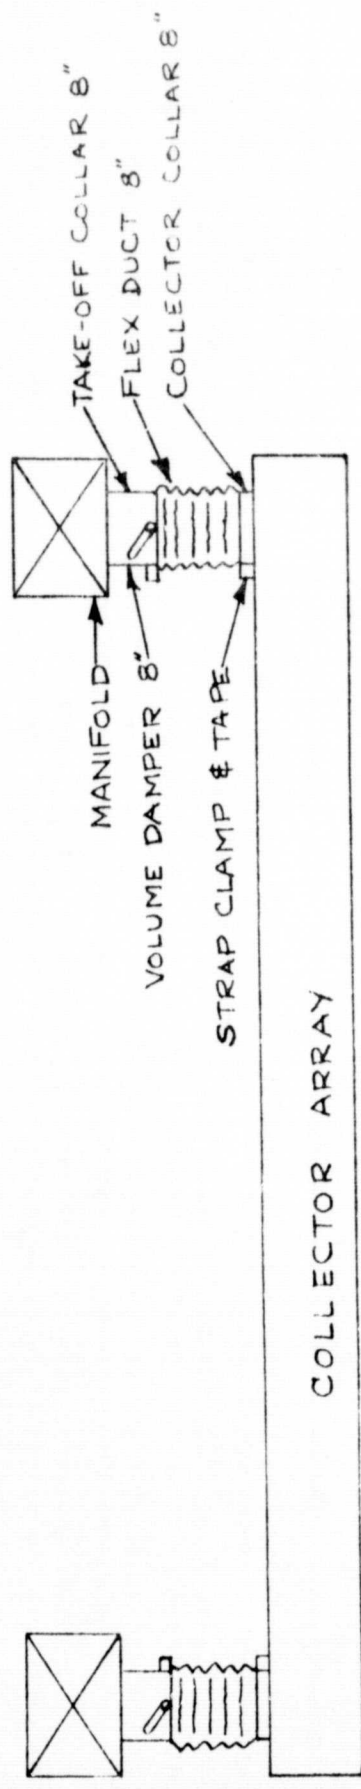 TAKE-OFF COLLAR 8"
FLEX DUCT 8"
COLLECTOR COLLAR 8"
MANIFOLD
VOLUME DAMPER 8"
STRAP CLAMP & TAPE
COLLECTOR ARRAY